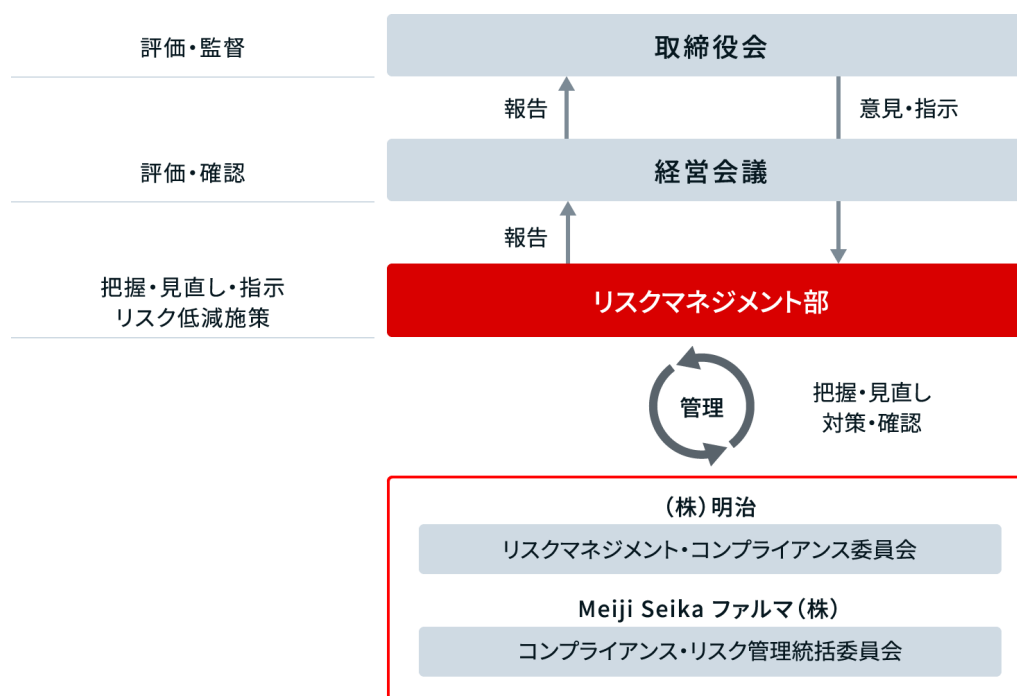 評価・監督
取締役会
報告
意見・指示
評価・確認
経営会議
報告
把握・見直し・指示
リスク低減施策
リスクマネジメント部
管理
把握・見直し
対策・確認
(株)明治
リスクマネジメント・コンプライアンス委員会
Meiji Seika ファルマ(株)
コンプライアンス・リスク管理統括委員会